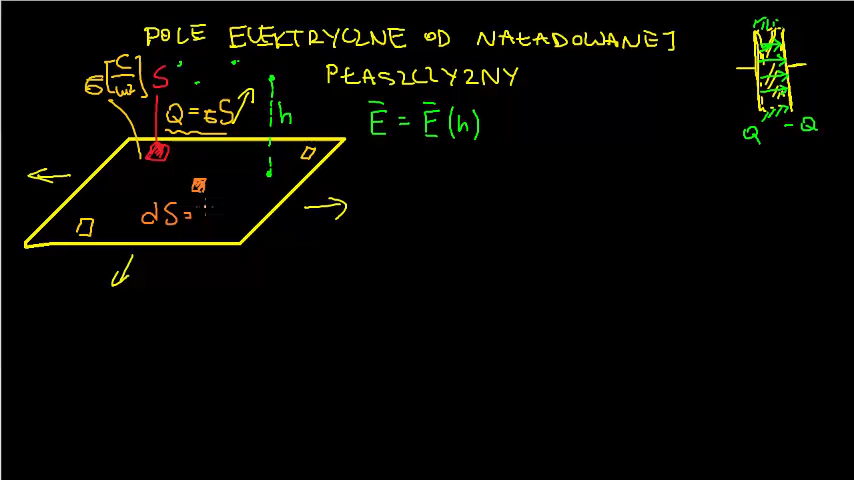 POLE ELEKTRYCZNE OD NAŁADOWANEJ
PŁASZCZYZNY
σ [C/m²] S
Q = σS
h
E̅ = E̅(h)
Q -Q
dS =